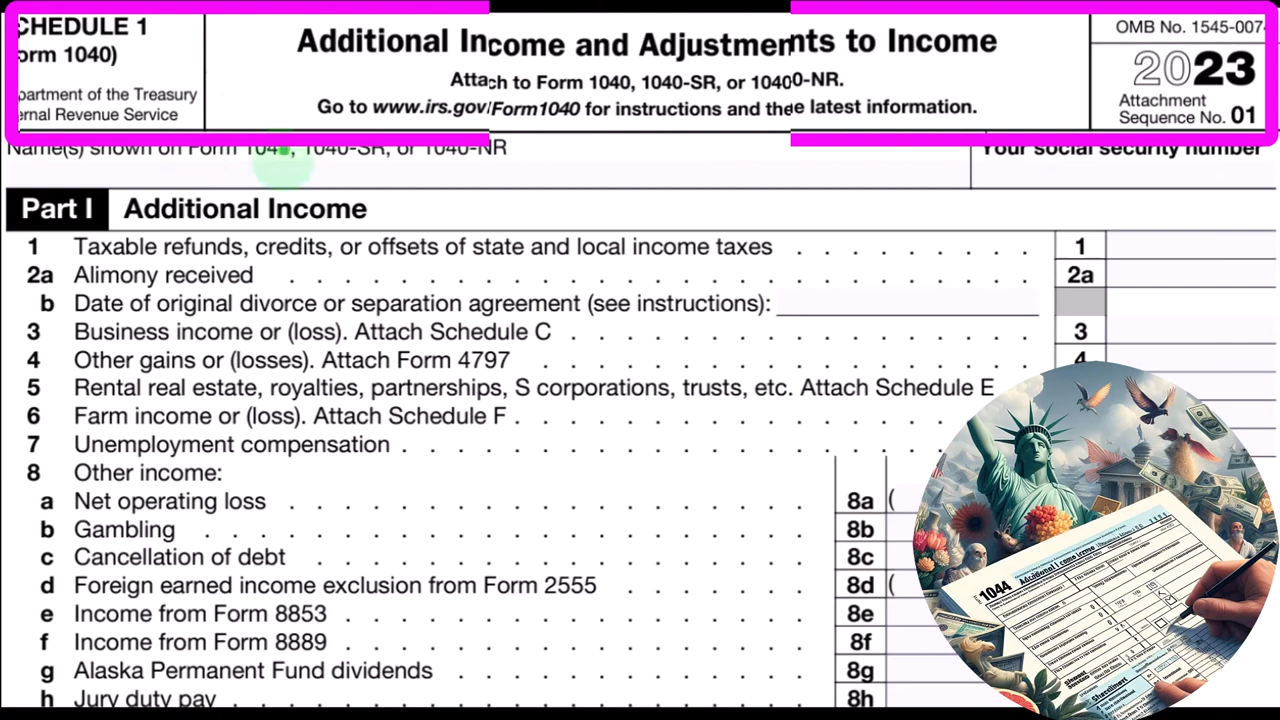 CHEDULE 1
orm 1040)
partment of the Treasury
ernal Revenue Service
Additional Income and Adjustments to Income
Attach to Form 1040, 1040-SR, or 1040-NR.
Go to www.irs.gov/Form1040 for instructions and the latest information.
OMB No. 1545-007
2023
Attachment
Sequence No. 01
Name(s) shown on Form 1040, 1040-SR, or 1040-NR
Your social security number
Part I Additional Income
1 Taxable refunds, credits, or offsets of state and local income taxes . . . . . . . . . 1
2a Alimony received . . . . . . . . . . . . . . . . . . . . . . . . . . . 2a
b Date of original divorce or separation agreement (see instructions):
3 Business income or (loss). Attach Schedule C . . . . . . . . . . . . . . . . . 3
4 Other gains or (losses). Attach Form 4797 . . . . . . . . . . . . . . . . . . 4
5 Rental real estate, royalties, partnerships, S corporations, trusts, etc. Attach Schedule E
6 Farm income or (loss). Attach Schedule F . . . . . . . . . . . . . . . .
7 Unemployment compensation . . . . . . . . . . . . . . . . . . .
8 Other income:
a Net operating loss . . . . . . . . . . . . . . . . . . . 8a (
b Gambling . . . . . . . . . . . . . . . . . . . . . . 8b
c Cancellation of debt . . . . . . . . . . . . . . . . . . 8c
d Foreign earned income exclusion from Form 2555 . . . . . . . 8d (
e Income from Form 8853 . . . . . . . . . . . . . . . . . 8e
f Income from Form 8889 . . . . . . . . . . . . . . . . . 8f
g Alaska Permanent Fund dividends . . . . . . . . . . . . . 8g
h Jury duty pay . . . . . . . . . . . . . . . . . . . . . 8h
1044